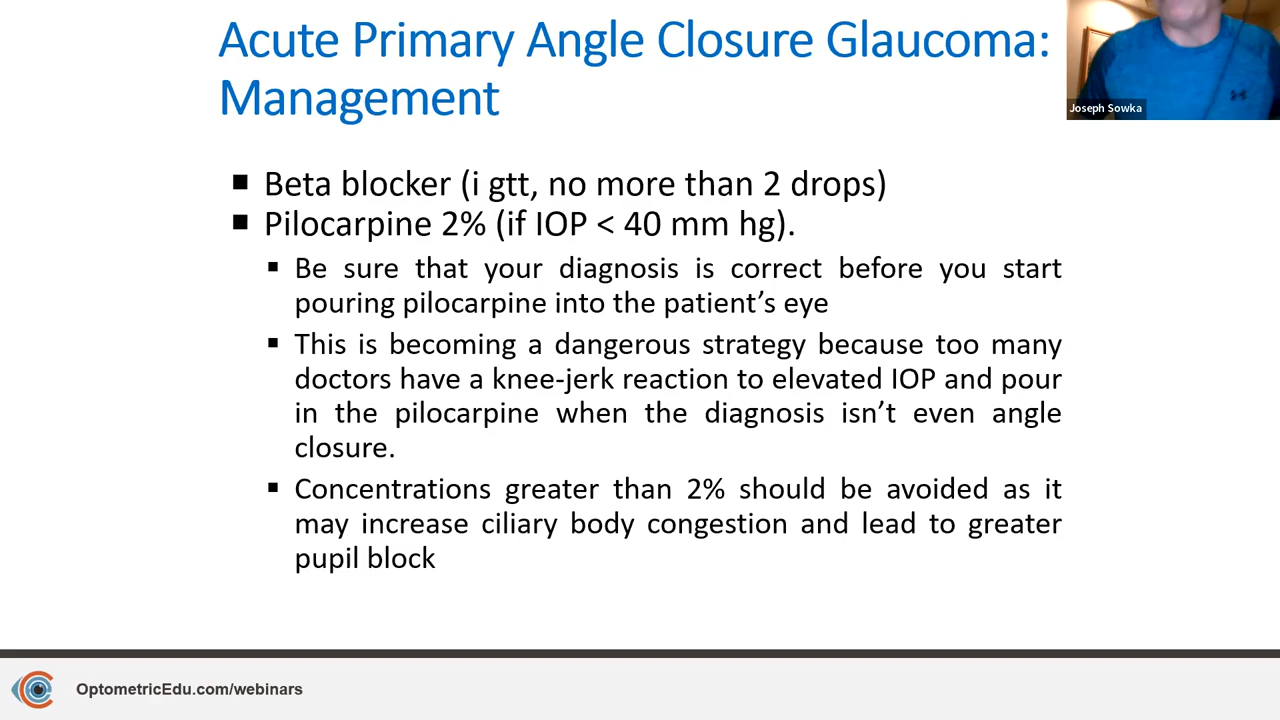 Acute Primary Angle Closure Glaucoma:
Management
Joseph Sowka
■ Beta blocker (i gtt, no more than 2 drops)
■ Pilocarpine 2% (if IOP < 40 mm hg).
▪ Be sure that your diagnosis is correct before you start
pouring pilocarpine into the patient’s eye
▪ This is becoming a dangerous strategy because too many
doctors have a knee-jerk reaction to elevated IOP and pour
in the pilocarpine when the diagnosis isn’t even angle
closure.
▪ Concentrations greater than 2% should be avoided as it
may increase ciliary body congestion and lead to greater
pupil block
OptometricEdu.com/webinars